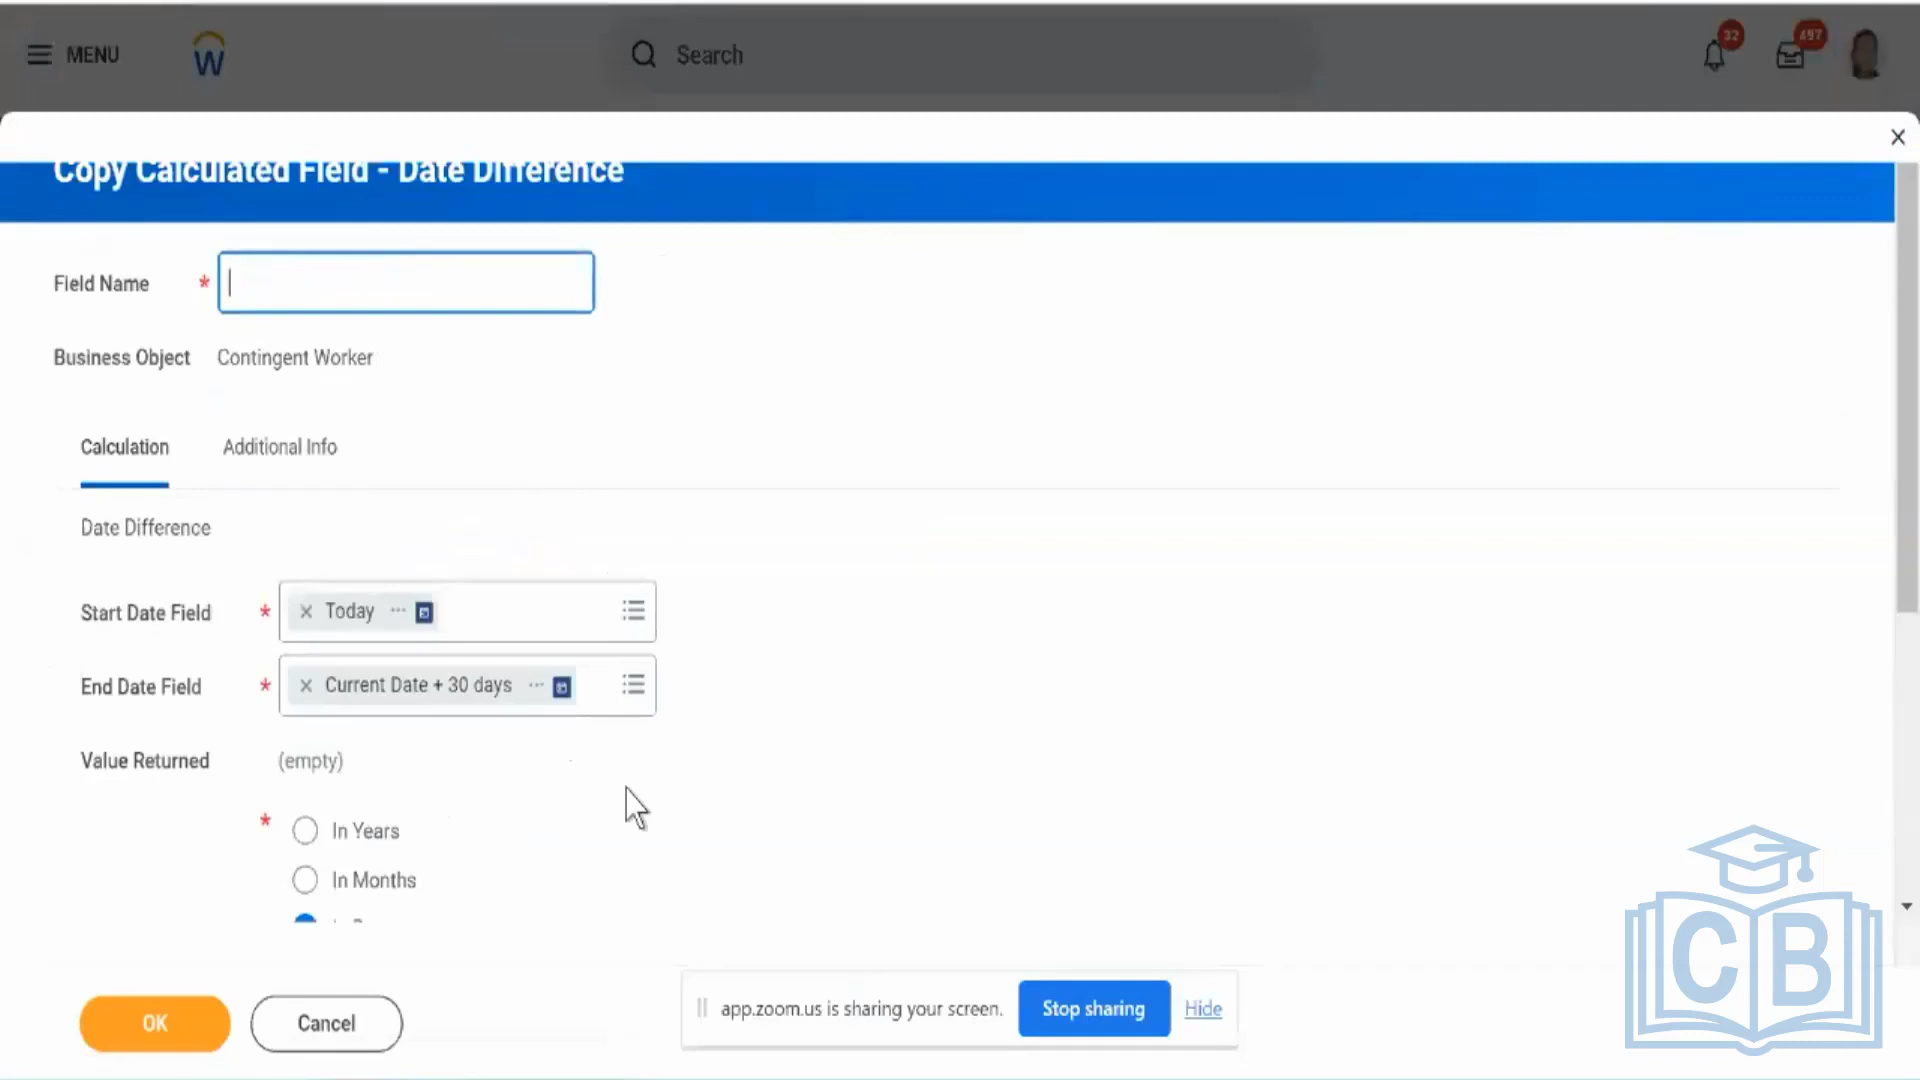 MENU
W
Search
32
497
Copy Calculated Field - Date Difference
Field Name *
Business Object Contingent Worker
Calculation Additional Info
Date Difference
Start Date Field * Today
End Date Field * Current Date + 30 days
Value Returned (empty)
* In Years
In Months
OK Cancel
app.zoom.us is sharing your screen. Stop sharing Hide
CB